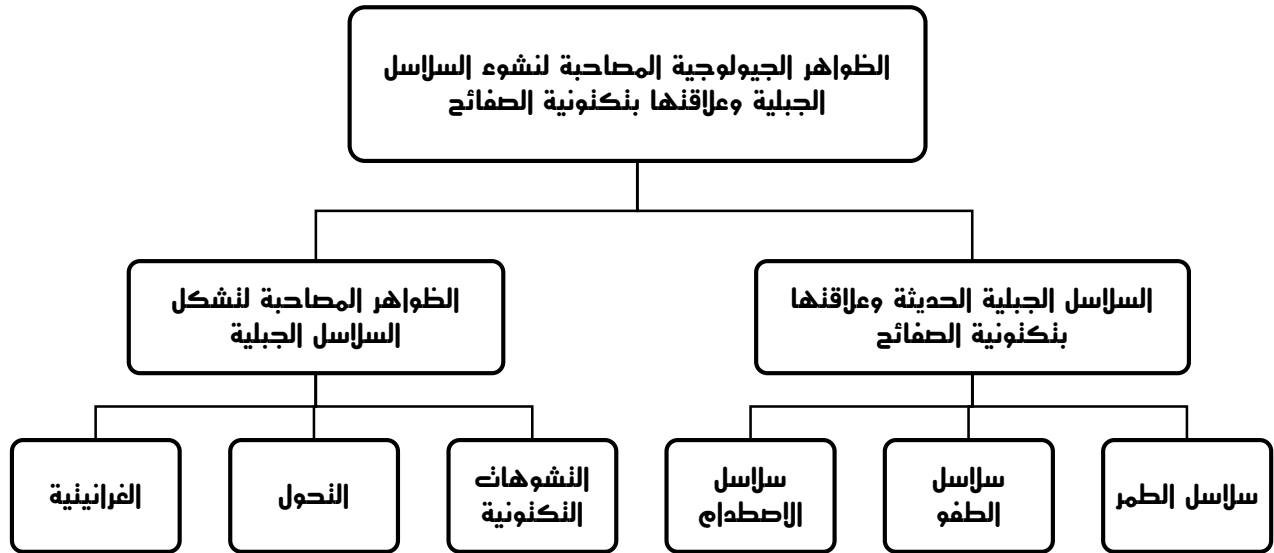 الظواهر الجيولوجية المصاحبة لنشوء السلاسل
الجبلية وعلاقتها بتكتونية الصفائح
السلاسل الجبلية الحديثة وعلاقتها
بتكتونية الصفائح
الظواهر المصاحبة لتشكل
السلاسل الجبلية
سلاسل الطمر
سلاسل
الطفو
سلاسل
الاصطدام
التشوهات
التكتونية
التحول
الغرانيتية